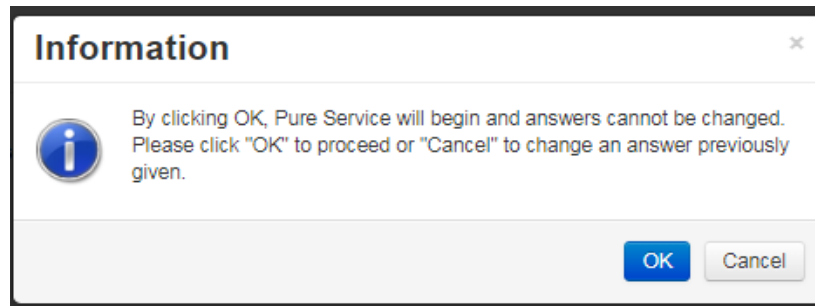 Information
×
By clicking OK, Pure Service will begin and answers cannot be changed.
Please click "OK" to proceed or "Cancel" to change an answer previously
given.
OK
Cancel